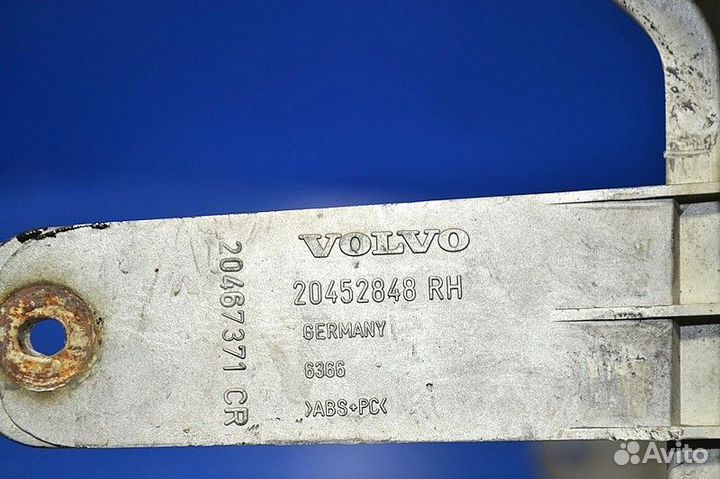 VOLVO
20452848 RH
GERMANY
6366
>ABS+PC<
20467371 CR
Avito